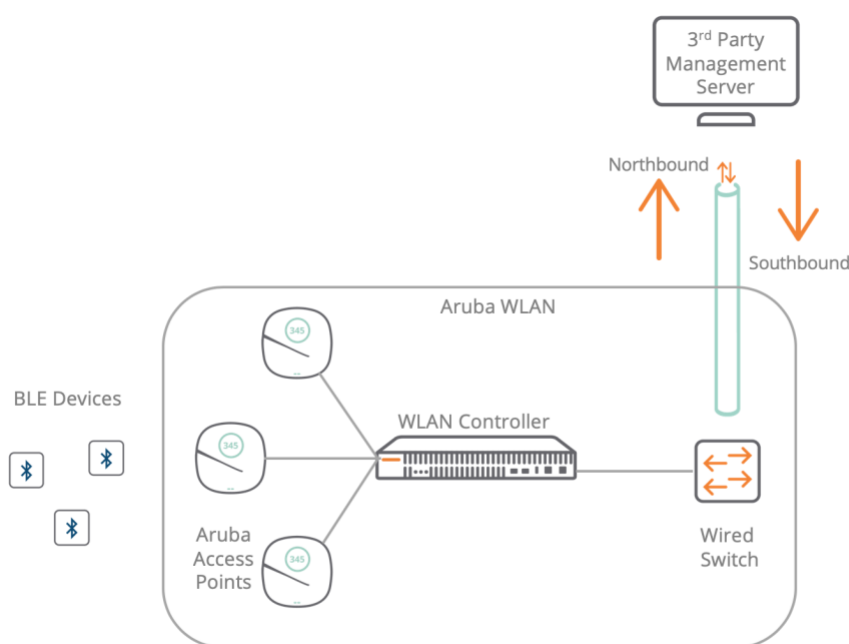 3rd Party
Management
Server
Northbound
Southbound
Aruba WLAN
345
BLE Devices
WLAN Controller
345
Aruba
Access
Points
Wired
Switch
345